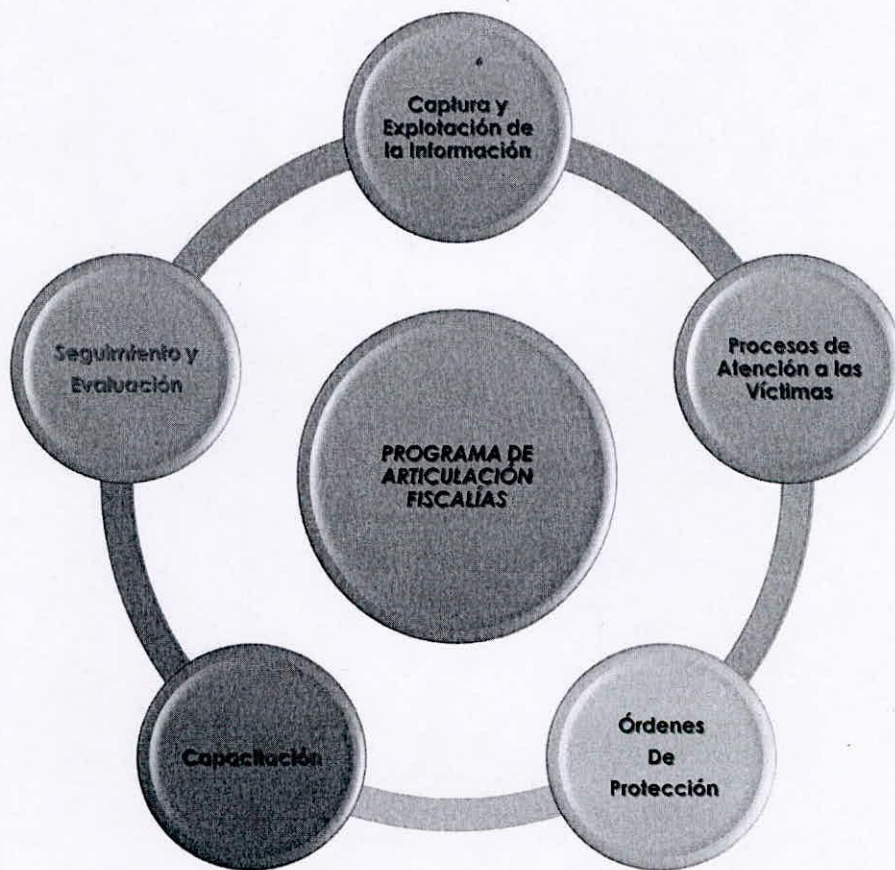 Captura y
Explotación de
la Información
Procesos de
Atención a las
Víctimas
Órdenes
De
Protección
Capacitación
Seguimiento y
Evaluación
PROGRAMA DE
ARTICULACIÓN
FISCALÍAS